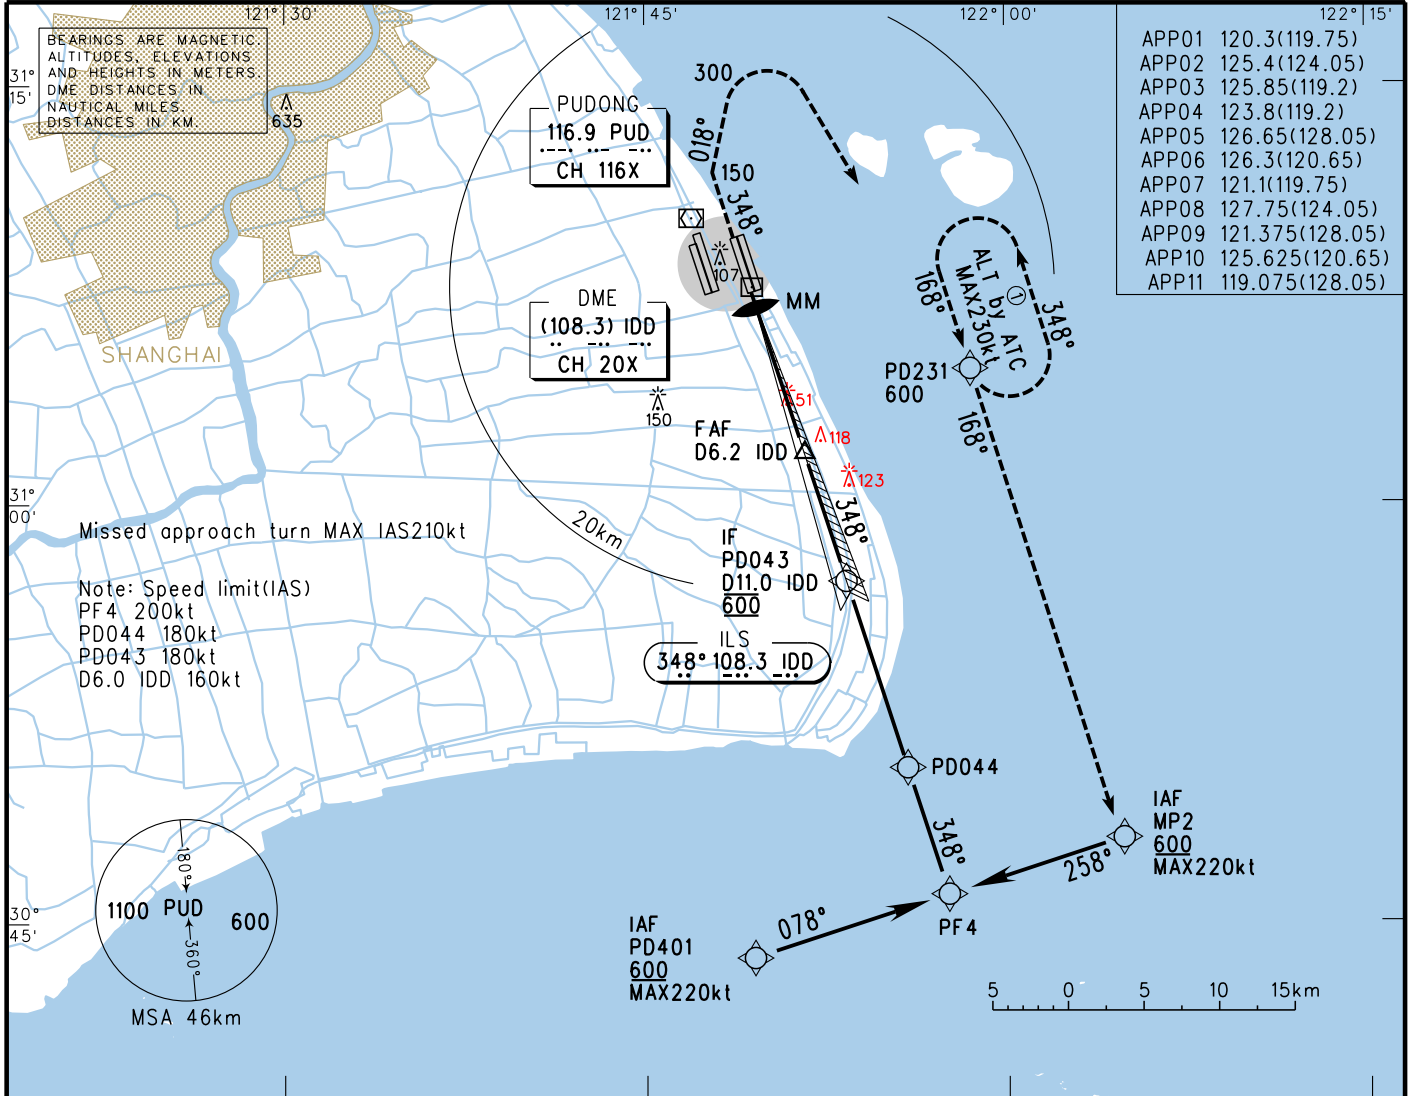 121° 30'
121° 45'
122° 00'
122° 15'
BEARINGS ARE MAGNETIC.
ALTITUDES, ELEVATIONS
AND HEIGHTS IN METERS.
DME DISTANCES IN
NAUTICAL MILES.
DISTANCES IN KM.
31°
15'
635
APP01 120.3(119.75)
APP02 125.4(124.05)
APP03 125.85(119.2)
APP04 123.8(119.2)
APP05 126.65(128.05)
APP06 126.3(120.65)
APP07 121.1(119.75)
APP08 127.75(124.05)
APP09 121.375(128.05)
APP10 125.625(120.65)
APP11 119.075(128.05)
PUDONG
116.9 PUD
CH 116X
300
018°
150
348°
107
MM
DME
(108.3) IDD
CH 20X
SHANGHAI
150
51
118
123
FAF
D6.2 IDD
348°
ALT by ATC
①
MAX230kt
168°
348°
PD231
600
168°
31°
00'
Missed approach turn MAX IAS210kt
20km
IF
PD043
D11.0 IDD
600
Note: Speed limit(IAS)
PF4 200kt
PD044 180kt
PD043 180kt
D6.0 IDD 160kt
ILS
348° 108.3 IDD
PD044
348°
IAF
MP2
600
MAX220kt
258°
PF4
078°
IAF
PD401
600
MAX220kt
180°
1100 PUD 600
360°
MSA 46km
30°
45'
5 0 5 10 15km